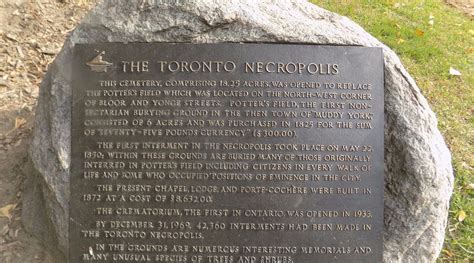 THE TORONTO NECROPOLIS
THIS CEMETERY, COMPRISING 18.25 ACRES, WAS OPENED TO REPLACE
THE POTTER'S FIELD WHICH WAS LOCATED ON THE NORTH-WEST CORNER
OF BLOOR AND YONGE STREETS. POTTER'S FIELD, THE FIRST NON-
SECTARIAN BURYING GROUND IN THE THEN TOWN OF "MUDDY YORK,"
CONSISTED OF 6 ACRES AND WAS PURCHASED IN 1825 FOR THE SUM
OF "SEVENTY-FIVE POUNDS CURRENCY" ($300.00)
THE FIRST INTERMENT IN THE NECROPOLIS TOOK PLACE ON MAY 22,
1850; WITHIN THESE GROUNDS ARE BURIED MANY OF THOSE ORIGINALLY
INTERRED IN POTTER'S FIELD INCLUDING CITIZENS IN EVERY WALK OF
LIFE AND SOME WHO OCCUPIED POSITIONS OF EMINENCE IN THE CITY.
THE PRESENT CHAPEL, LODGE, AND PORTE-COCHÈRE WERE BUILT IN
1872 AT A COST OF $8,652.00.
THE CREMATORIUM, THE FIRST IN ONTARIO, WAS OPENED IN 1933.
BY DECEMBER 31, 1969, 42,760 INTERMENTS HAD BEEN MADE IN
THE TORONTO NECROPOLIS.
IN THE GROUNDS ARE NUMEROUS INTERESTING MEMORIALS AND
MANY UNUSUAL SPECIES OF TREES AND SHRUBS.